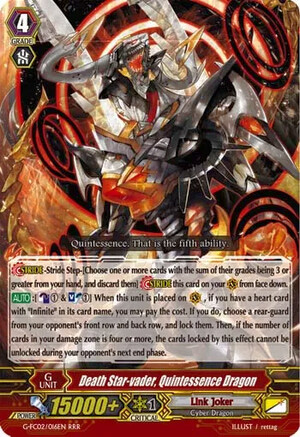 4
GRADE
Quintessence. That is the fifth ability.
STRIDE -Stride Step-[Choose one or more cards with the sum of their grades being 3 or
greater from your hand, and discard them] STRIDE this card on your Ⓥ from face down.
AUTO [ & ] When this unit is placed on Ⓥ, if you have a heart card
with "Infinite" in its card name, you may pay the cost. If you do, choose a rear-guard
from your opponent's front row and back row, and lock them. Then, if the number of
cards in your damage zone is four or more, the cards locked by this effect cannot be
unlocked during your opponent's next end phase.
G
UNIT
Death Star-vader, Quintessence Dragon
POWER
15000+
1
CRITICAL
Link Joker
Cyber Dragon
G-FC02/016EN RRR
ILLUST / rettag